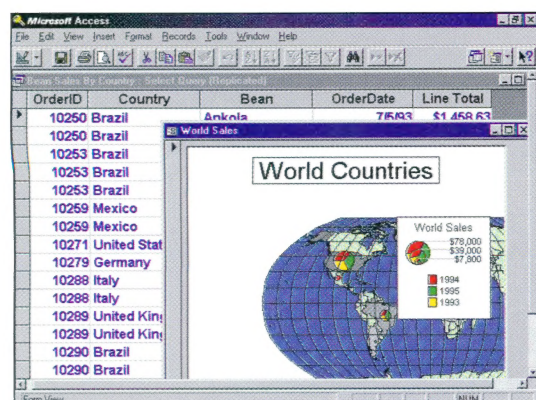 Microsoft Access
File Edit View Insert Format Records Tools Window Help
Bean Sales By Country : Select Query (Replicated)
OrderID Country Bean OrderDate Line Total
10250 Brazil Ankola 7/5/93 $1,458.63
10250 Brazil
10253 Brazil
10253 Brazil
10253 Brazil
10259 Mexico
10259 Mexico
10271 United Stat
10279 Germany
10288 Italy
10288 Italy
10289 United King
10289 United King
10290 Brazil
10290 Brazil
World Sales
World Countries
World Sales
$78,000
$39,000
$7,800
1994
1995
1993
Form View NUM